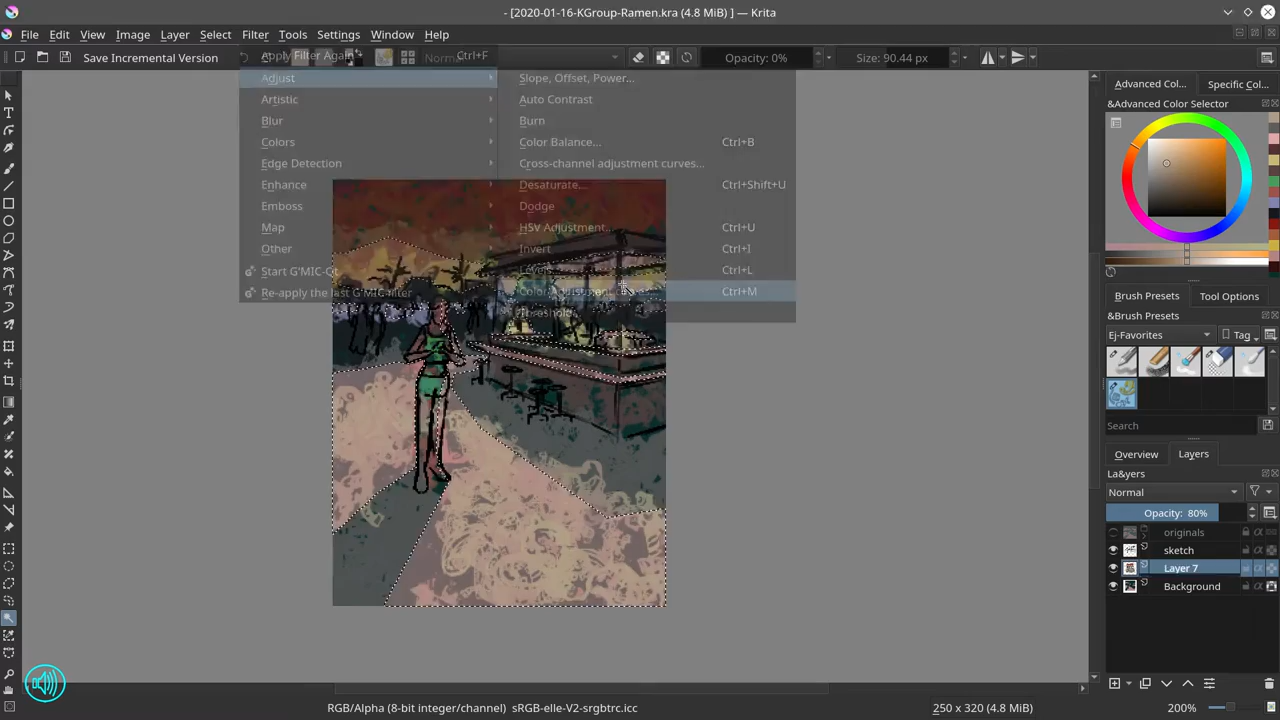 - [2020-01-16-KGroup-Ramen.kra (4.8 MiB) ] — Krita
File Edit View Image Layer Select Filter Tools Settings Window Help
Save Incremental Version
Opacity: 0%
Size: 90.44 px
Apply Filter Again Ctrl+F
Adjust
Artistic
Blur
Colors
Edge Detection
Enhance
Emboss
Map
Other
Start G'MIC-Qt
Re-apply the last G'MIC filter
Slope, Offset, Power...
Auto Contrast
Burn
Color Balance... Ctrl+B
Cross-channel adjustment curves...
Desaturate... Ctrl+Shift+U
Dodge
HSV Adjustment... Ctrl+U
Invert Ctrl+I
Levels... Ctrl+L
Color Adjustment curves... Ctrl+M
Threshold...
Advanced Col... Specific Col...
&Advanced Color Selector
Brush Presets Tool Options
&Brush Presets
Ej-Favorites Tag
Search
Overview Layers
La&yers
Normal
Opacity: 80%
originals
sketch
Layer 7
Background
RGB/Alpha (8-bit integer/channel) sRGB-elle-V2-srgbtrc.icc
250 x 320 (4.8 MiB)
200%